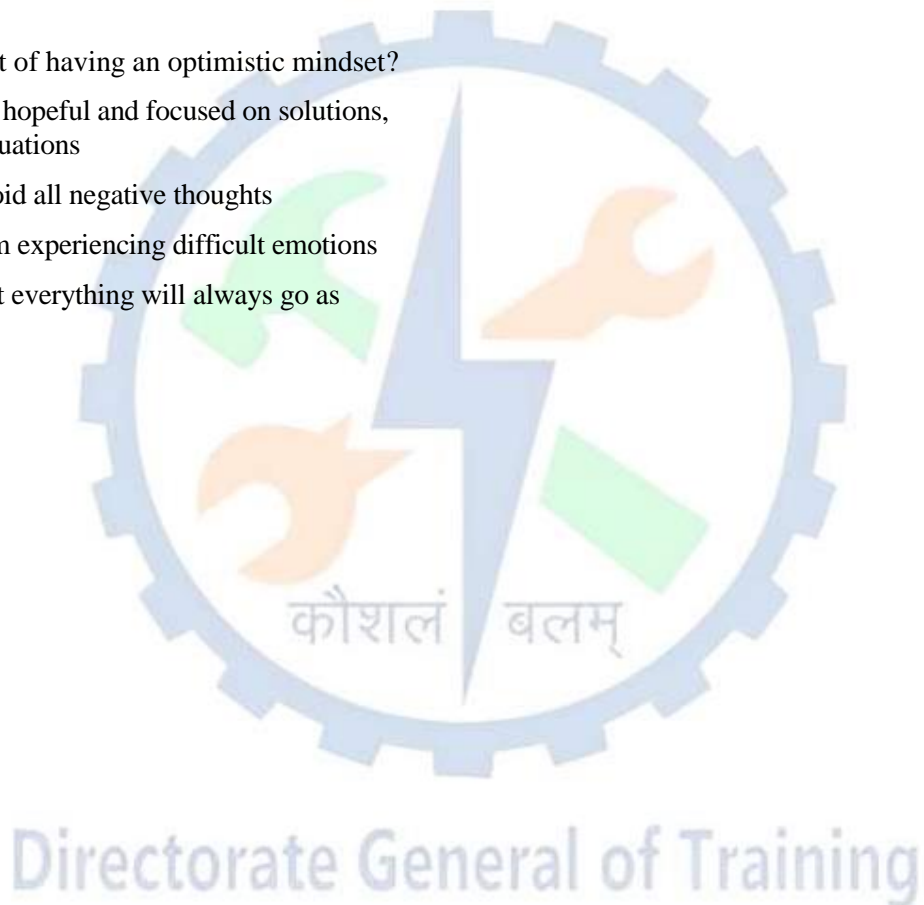 t of having an optimistic mindset?
hopeful and focused on solutions,
uations
oid all negative thoughts
n experiencing difficult emotions
t everything will always go as
कौशलं बलम्
Directorate General of Training